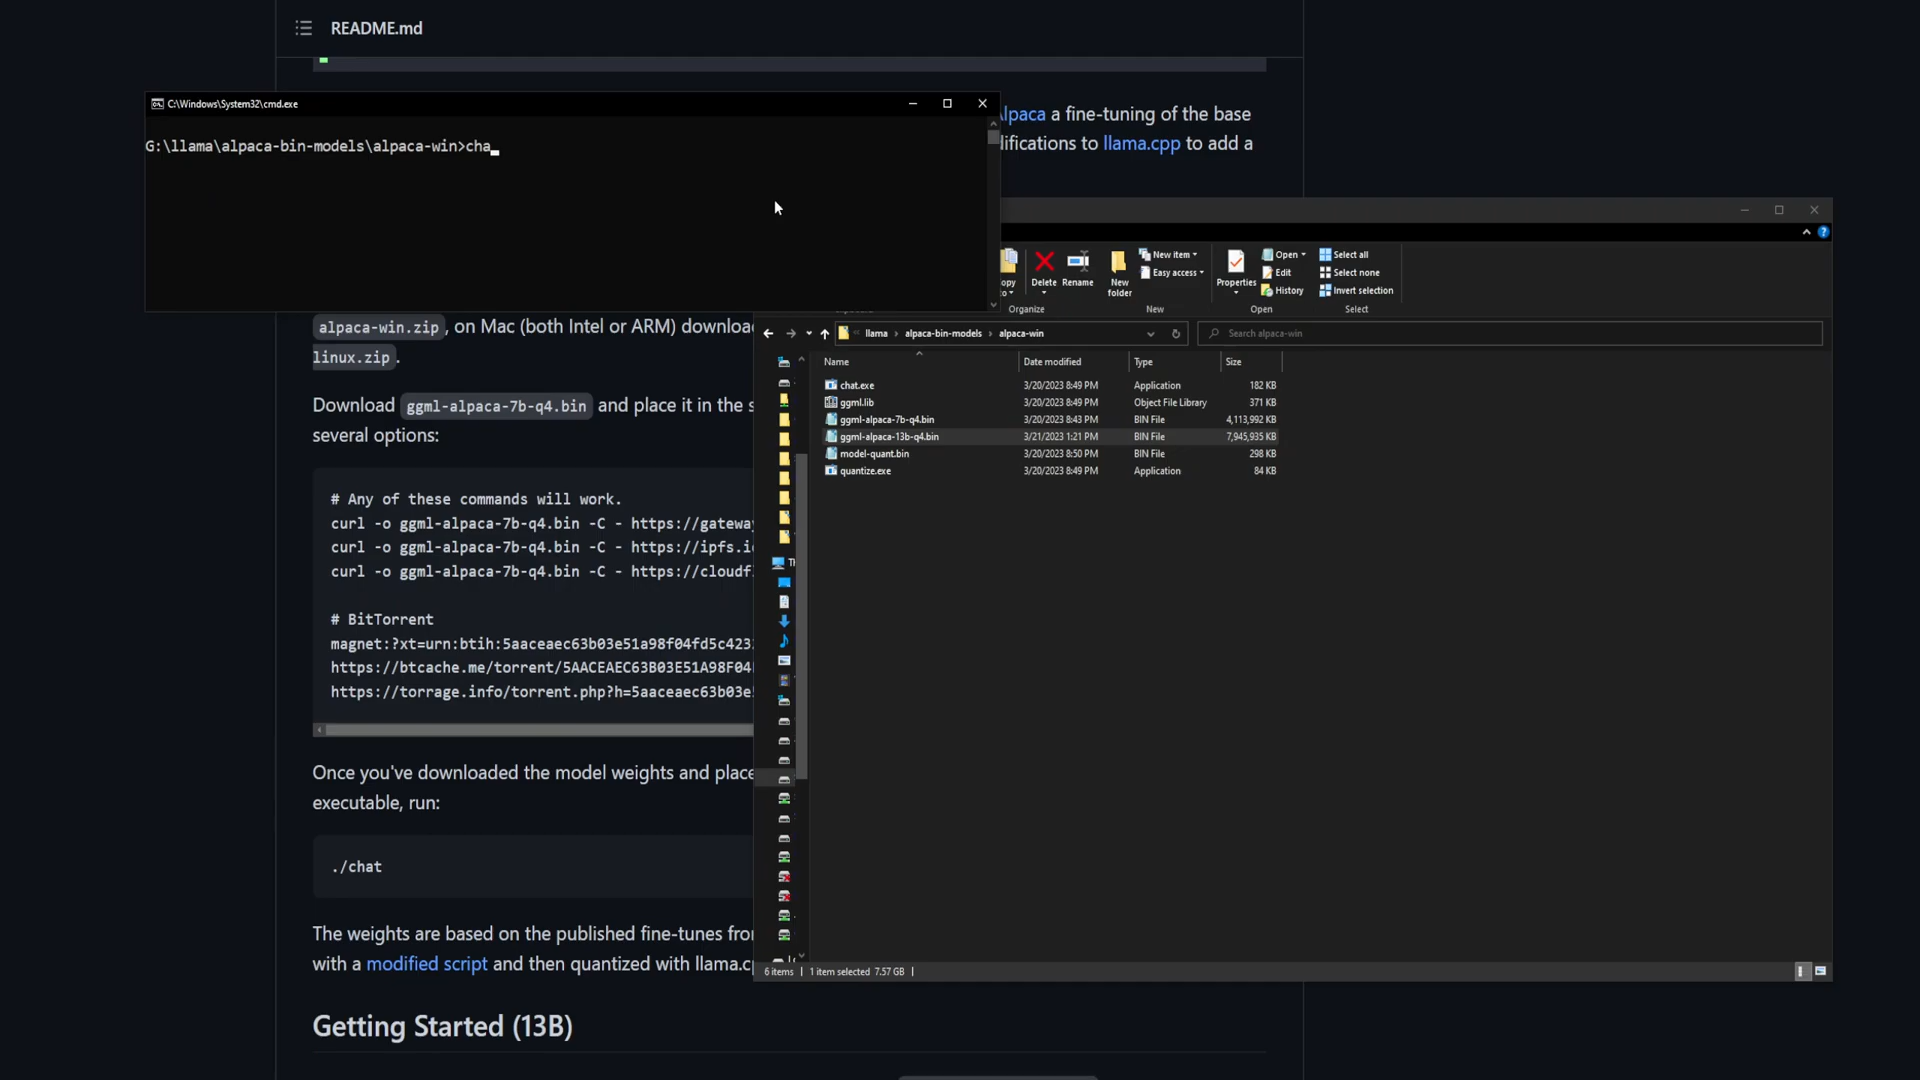 README.md
C:\Windows\System32\cmd.exe
Alpaca a fine-tuning of the base
difications to llama.cpp to add a
G:\llama\alpaca-bin-models\alpaca-win>cha
Delete
Rename
New
folder
Organize
New item
Easy access
New
Properties
Open
Edit
History
Open
Select all
Select none
Invert selection
Select
alpaca-win.zip , on Mac (both Intel or ARM) downloa
linux.zip .
llama › alpaca-bin-models › alpaca-win
Search alpaca-win
Name Date modified Type Size
chat.exe 3/20/2023 8:49 PM Application 182 KB
ggml.lib 3/20/2023 8:49 PM Object File Library 371 KB
ggml-alpaca-7b-q4.bin 3/20/2023 8:43 PM BIN File 4,113,992 KB
ggml-alpaca-13b-q4.bin 3/21/2023 1:21 PM BIN File 7,945,935 KB
model-quant.bin 3/20/2023 8:50 PM BIN File 298 KB
quantize.exe 3/20/2023 8:49 PM Application 84 KB
Download ggml-alpaca-7b-q4.bin and place it in the s
several options:
# Any of these commands will work.
curl -o ggml-alpaca-7b-q4.bin -C - https://gateway
curl -o ggml-alpaca-7b-q4.bin -C - https://ipfs.i
curl -o ggml-alpaca-7b-q4.bin -C - https://cloudf
# BitTorrent
magnet:?xt=urn:btih:5aaceaec63b03e51a98f04fd5c423
https://btcache.me/torrent/5AACEAEC63B03E51A98F04
https://torrage.info/torrent.php?h=5aaceaec63b03e
Once you've downloaded the model weights and place
executable, run:
./chat
The weights are based on the published fine-tunes fro
with a modified script and then quantized with llama.c
6 items 1 item selected 7.57 GB
Getting Started (13B)